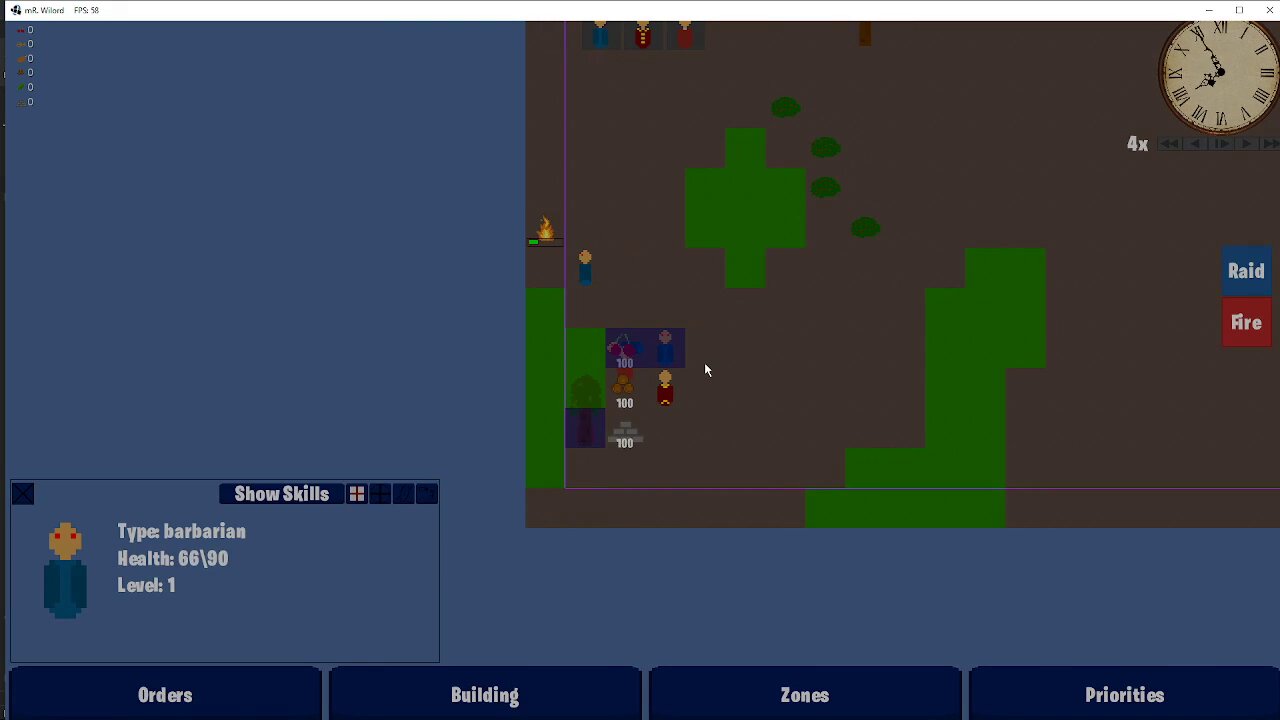 mR. Wilord FPS: 58
0
0
0
0
0
0
4x
Raid
Fire
100
100
100
Show Skills
Type: barbarian
Health: 66\90
Level: 1
Orders
Building
Zones
Priorities